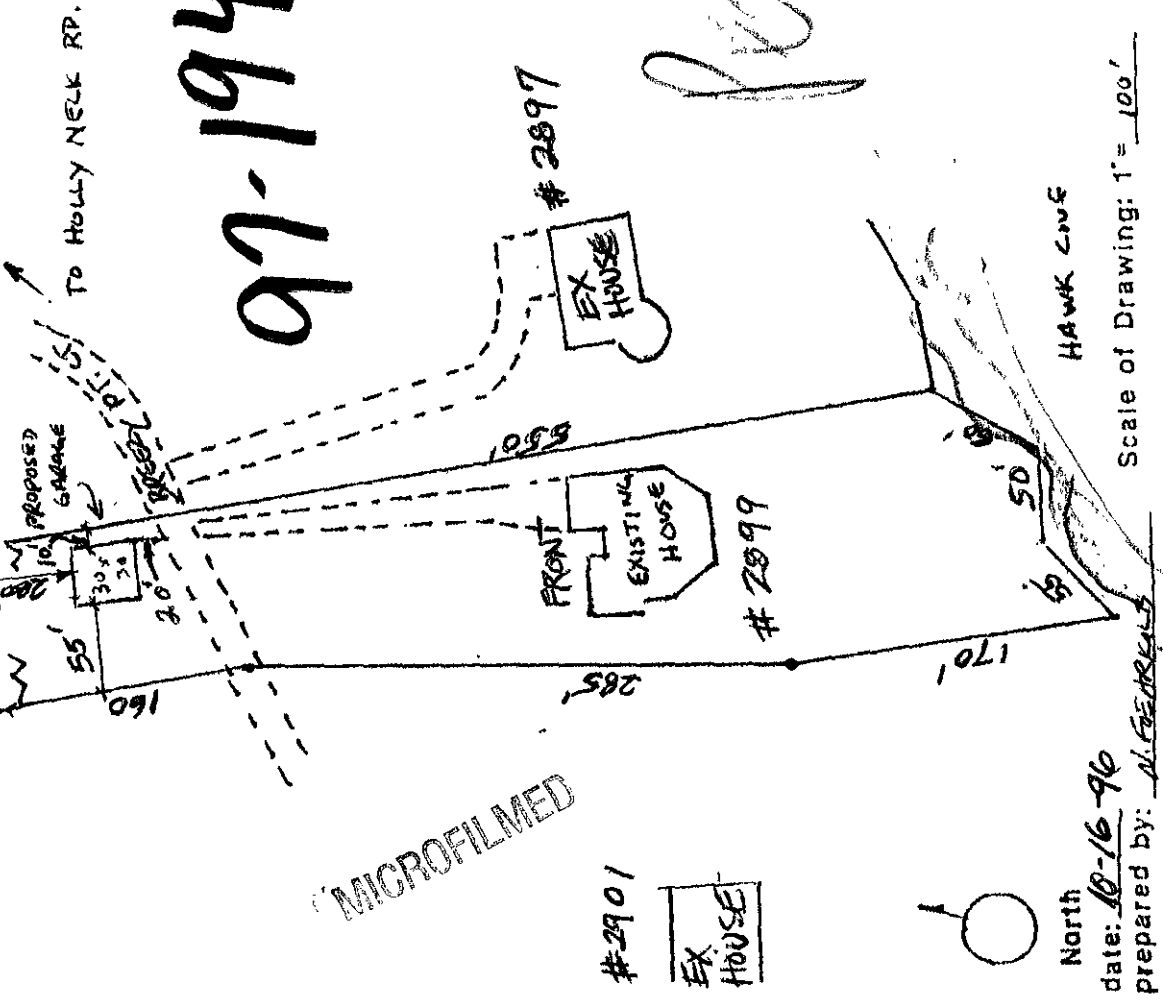 TO HOLLY NECK RD.
97-194
PROPOSED
GARAGE
10'
55'
20'
160
# 2897
EX
HOUSE
550'
FRONT
EXISTING
HOUSE
# 2899
285'
170'
50'
HAWK COVE
MICROFILMED
#2901
EX
HOUSE
North
date: 10-16-96
prepared by:
Scale of Drawing: 1"= 100'